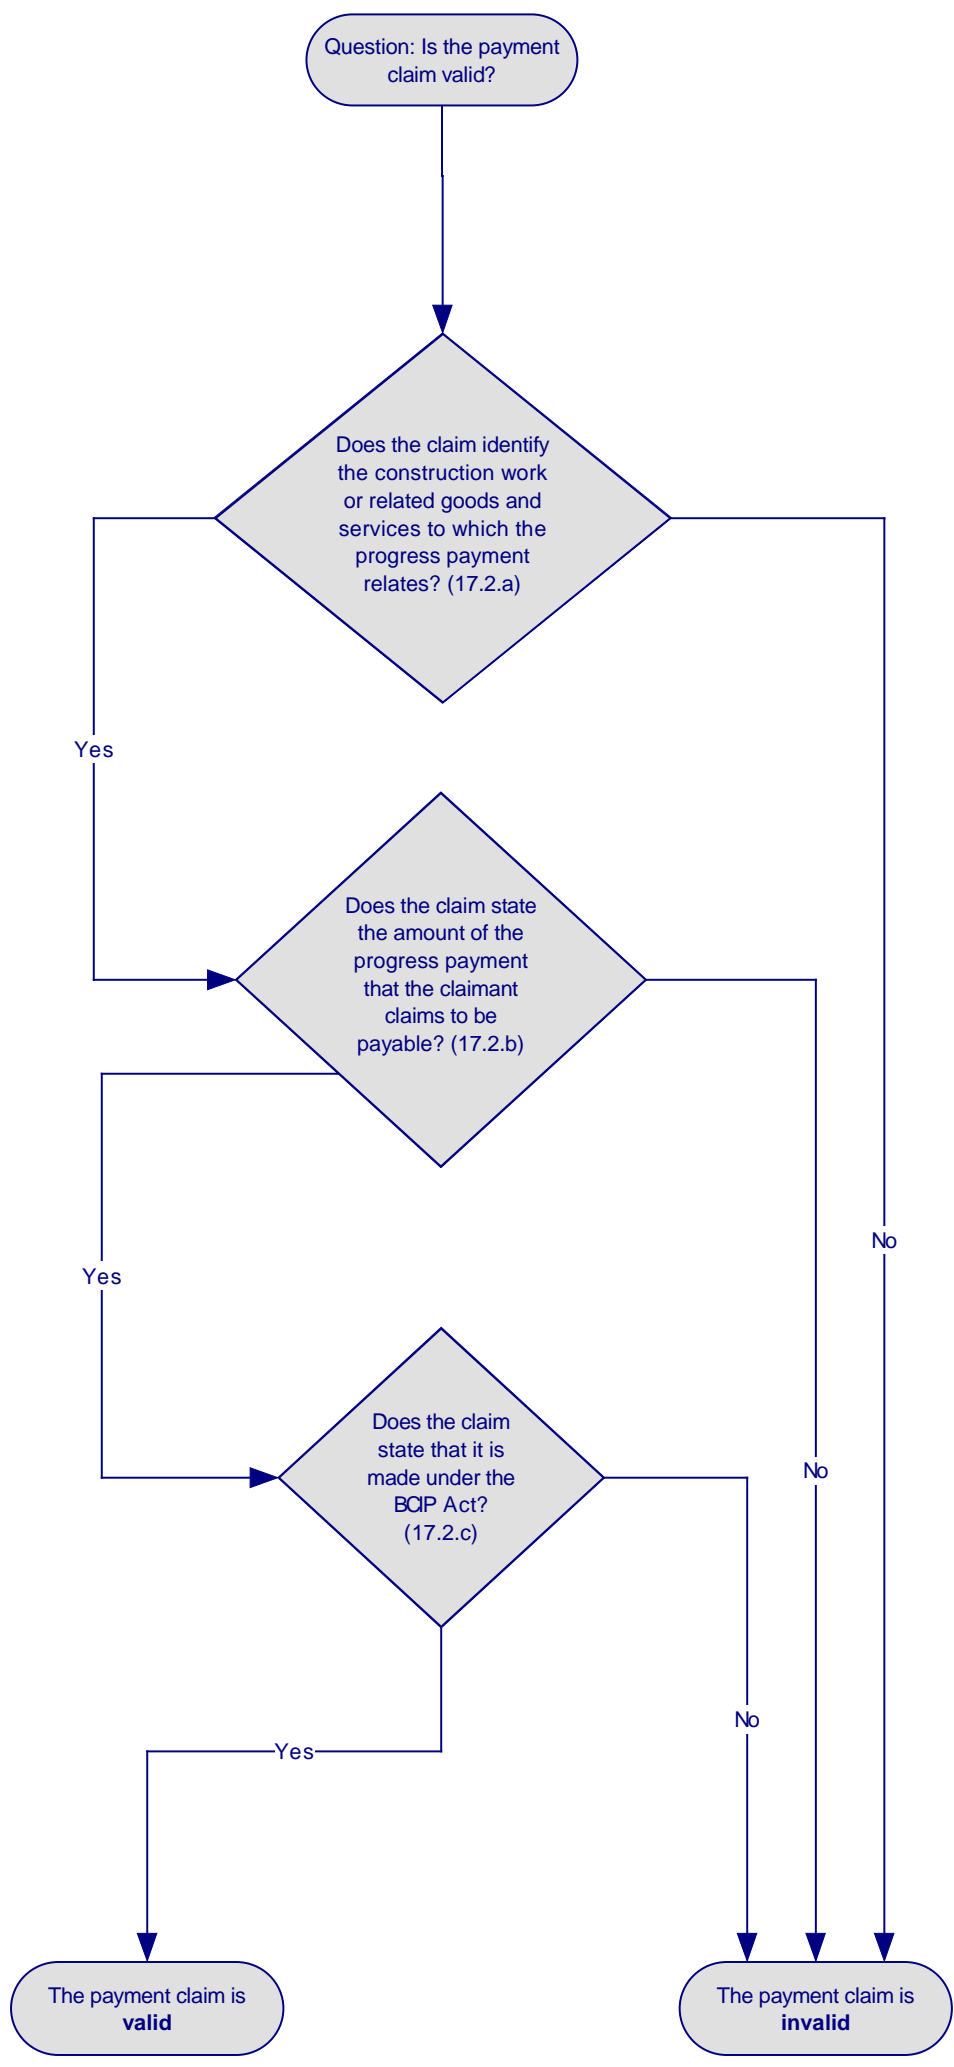 Question: Is the payment
claim valid?
Does the claim identify
the construction work
or related goods and
services to which the
progress payment
relates? (17.2.a)
Yes
Does the claim state
the amount of the
progress payment
that the claimant
claims to be
payable? (17.2.b)
No
Yes
Does the claim
state that it is
made under the
BCIP Act?
(17.2.c)
No
No
Yes
The payment claim is
valid
The payment claim is
invalid